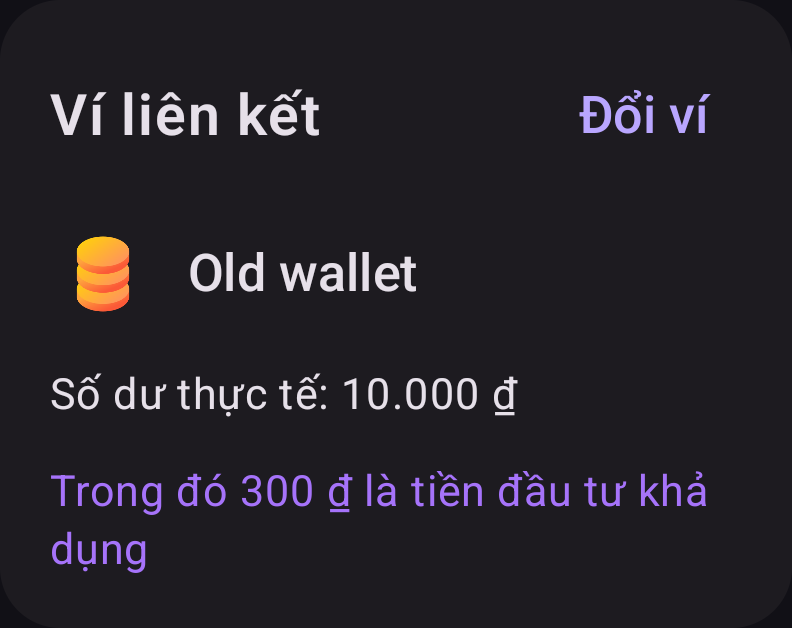 Ví liên kết
Đổi ví
Old wallet
Số dư thực tế: 10.000 ₫
Trong đó 300 ₫ là tiền đầu tư khả
dụng